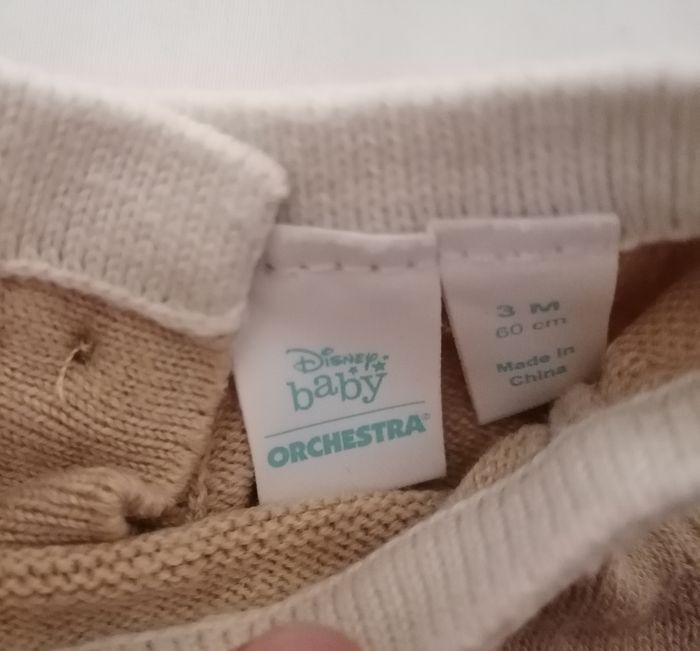 Disney
baby
ORCHESTRA®
3 M
60 cm
Made in
China